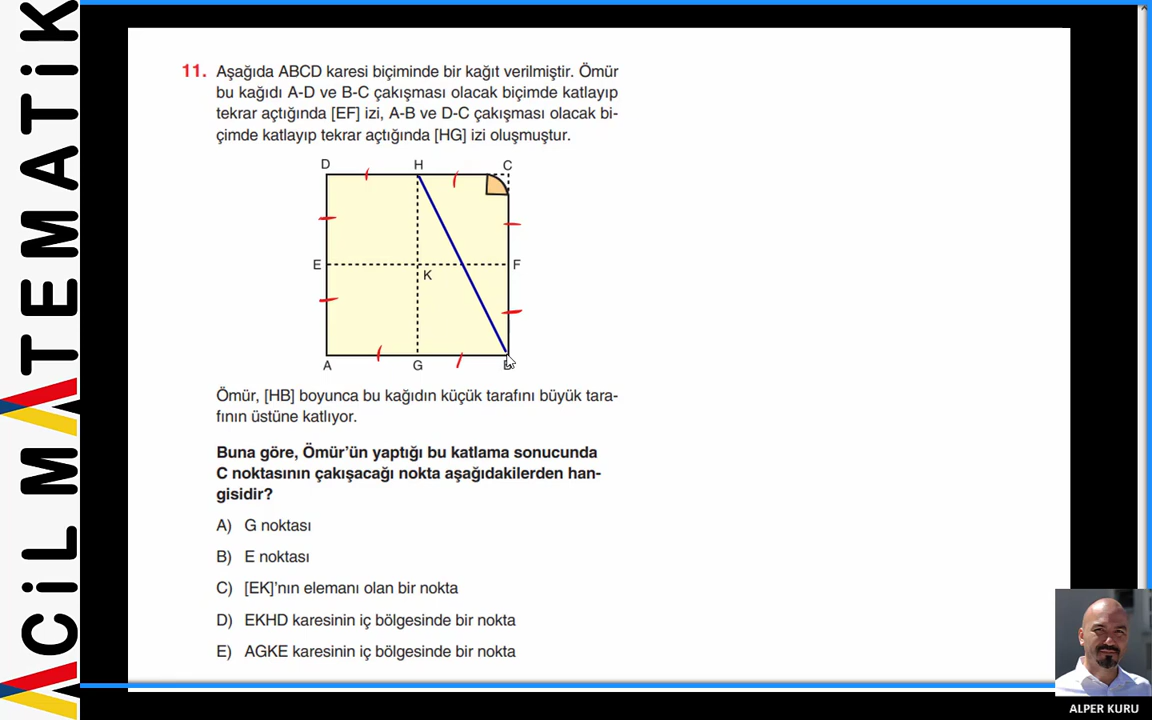 ACiL MATEMATiK
11. Aşağıda ABCD karesi biçiminde bir kağıt verilmiştir. Ömür
bu kağıdı A-D ve B-C çakışması olacak biçimde katlayıp
tekrar açtığında [EF] izi, A-B ve D-C çakışması olacak bi-
çimde katlayıp tekrar açtığında [HG] izi oluşmuştur.
D H C
E K F
A G B
Ömür, [HB] boyunca bu kağıdın küçük tarafını büyük tara-
fının üstüne katlıyor.
Buna göre, Ömür'ün yaptığı bu katlama sonucunda
C noktasının çakışacağı nokta aşağıdakilerden han-
gisidir?
A) G noktası
B) E noktası
C) [EK]'nın elemanı olan bir nokta
D) EKHD karesinin iç bölgesinde bir nokta
E) AGKE karesinin iç bölgesinde bir nokta
ALPER KURU